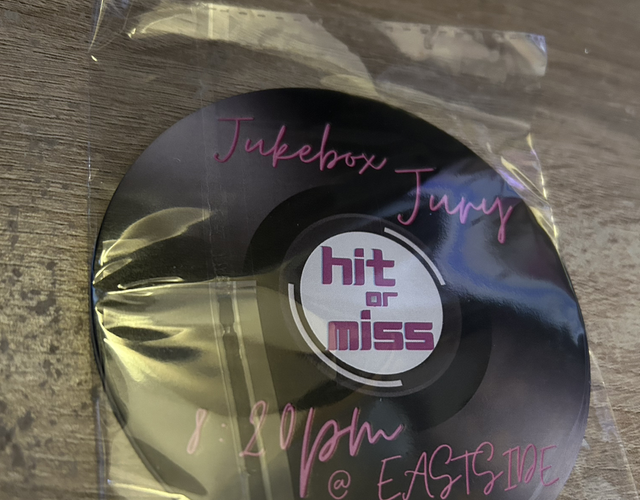 Jukebox
Jury
hit
or
miss
8:20pm
@ EASTSIDE